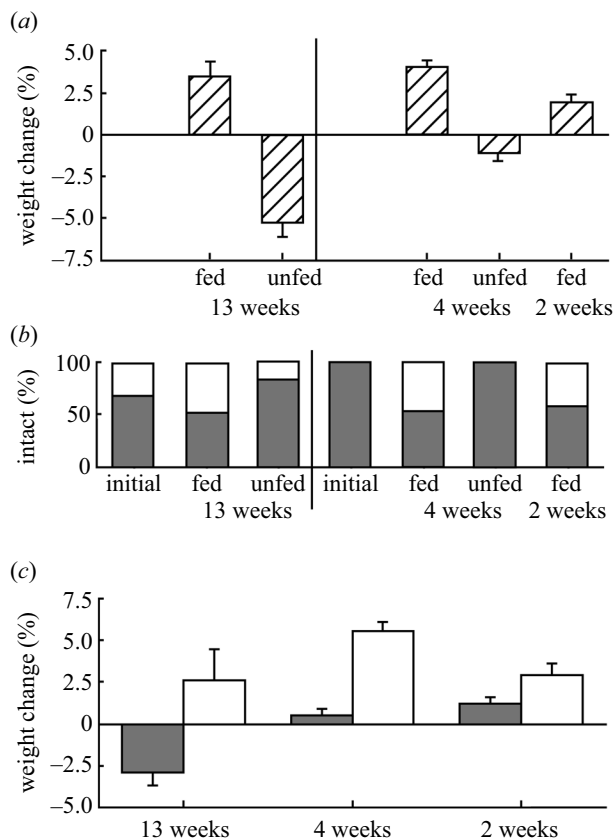 (a)
weight change (%)
5.0
2.5
0
–2.5
–5.0
–7.5
fed unfed fed unfed fed
13 weeks 4 weeks 2 weeks
(b)
intact (%)
100
50
0
initial fed unfed initial fed unfed fed
13 weeks 4 weeks 2 weeks
(c)
weight change (%)
7.5
5.0
2.5
0
–2.5
–5.0
13 weeks 4 weeks 2 weeks